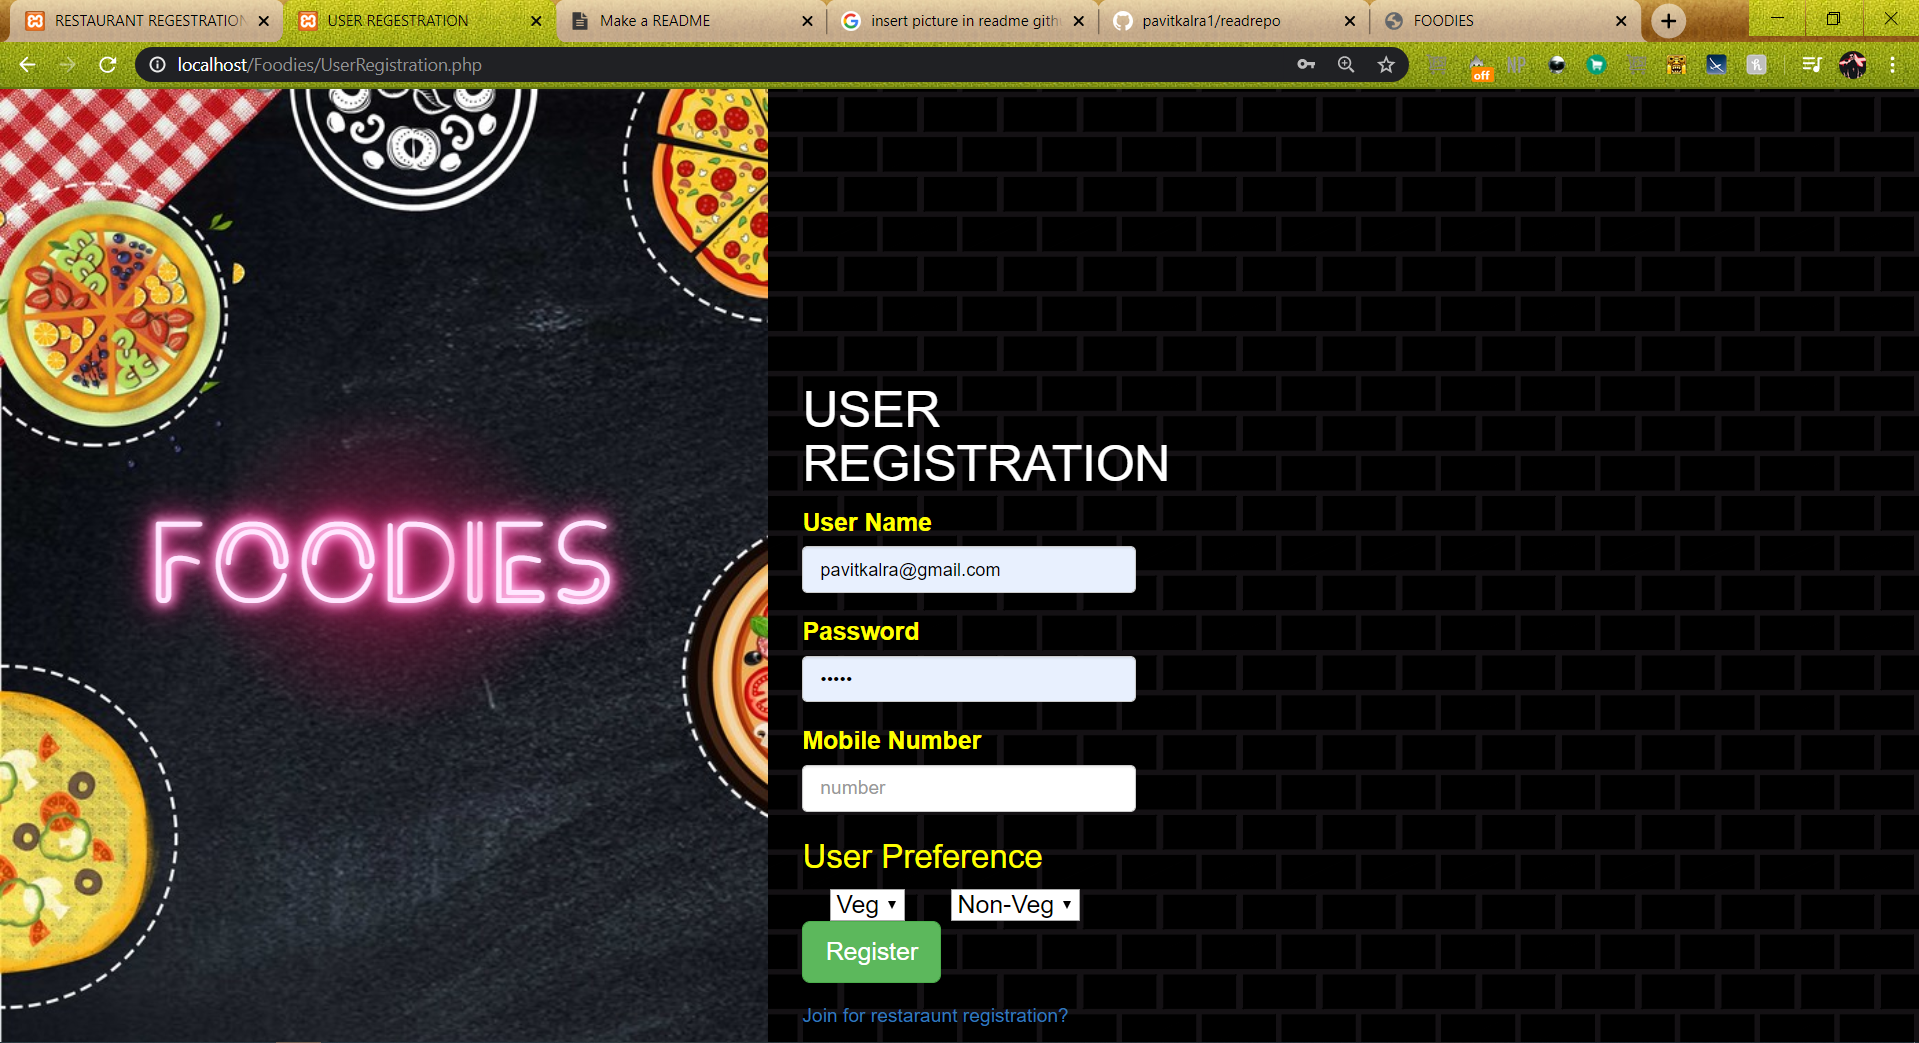 RESTAURANT REGESTRATION
USER REGESTRATION
Make a README
insert picture in readme gith
pavitkalra1/readrepo
FOODIES
localhost/Foodies/UserRegistration.php
off
FOODIES
USER
REGISTRATION
User Name
pavitkalra@gmail.com
Password
•••••
Mobile Number
number
User Preference
Veg
Non-Veg
Register
Join for restaraunt registration?